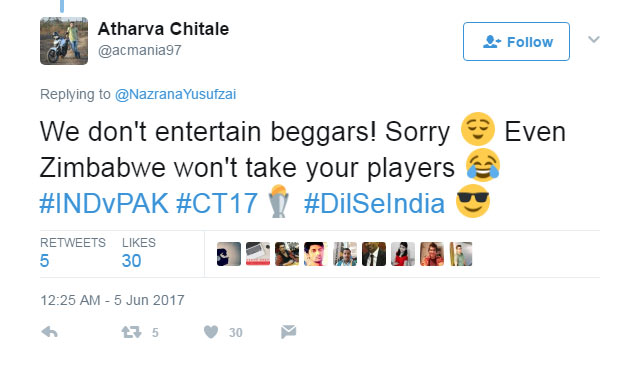 Atharva Chitale
@acmania97
Follow
Replying to @NazranaYusufzai
We don't entertain beggars! Sorry 😌 Even
Zimbabwe won't take your players 😂
#INDvPAK #CT17 #DilSeIndia 😎
RETWEETS LIKES
5 30
12:25 AM - 5 Jun 2017
5 30